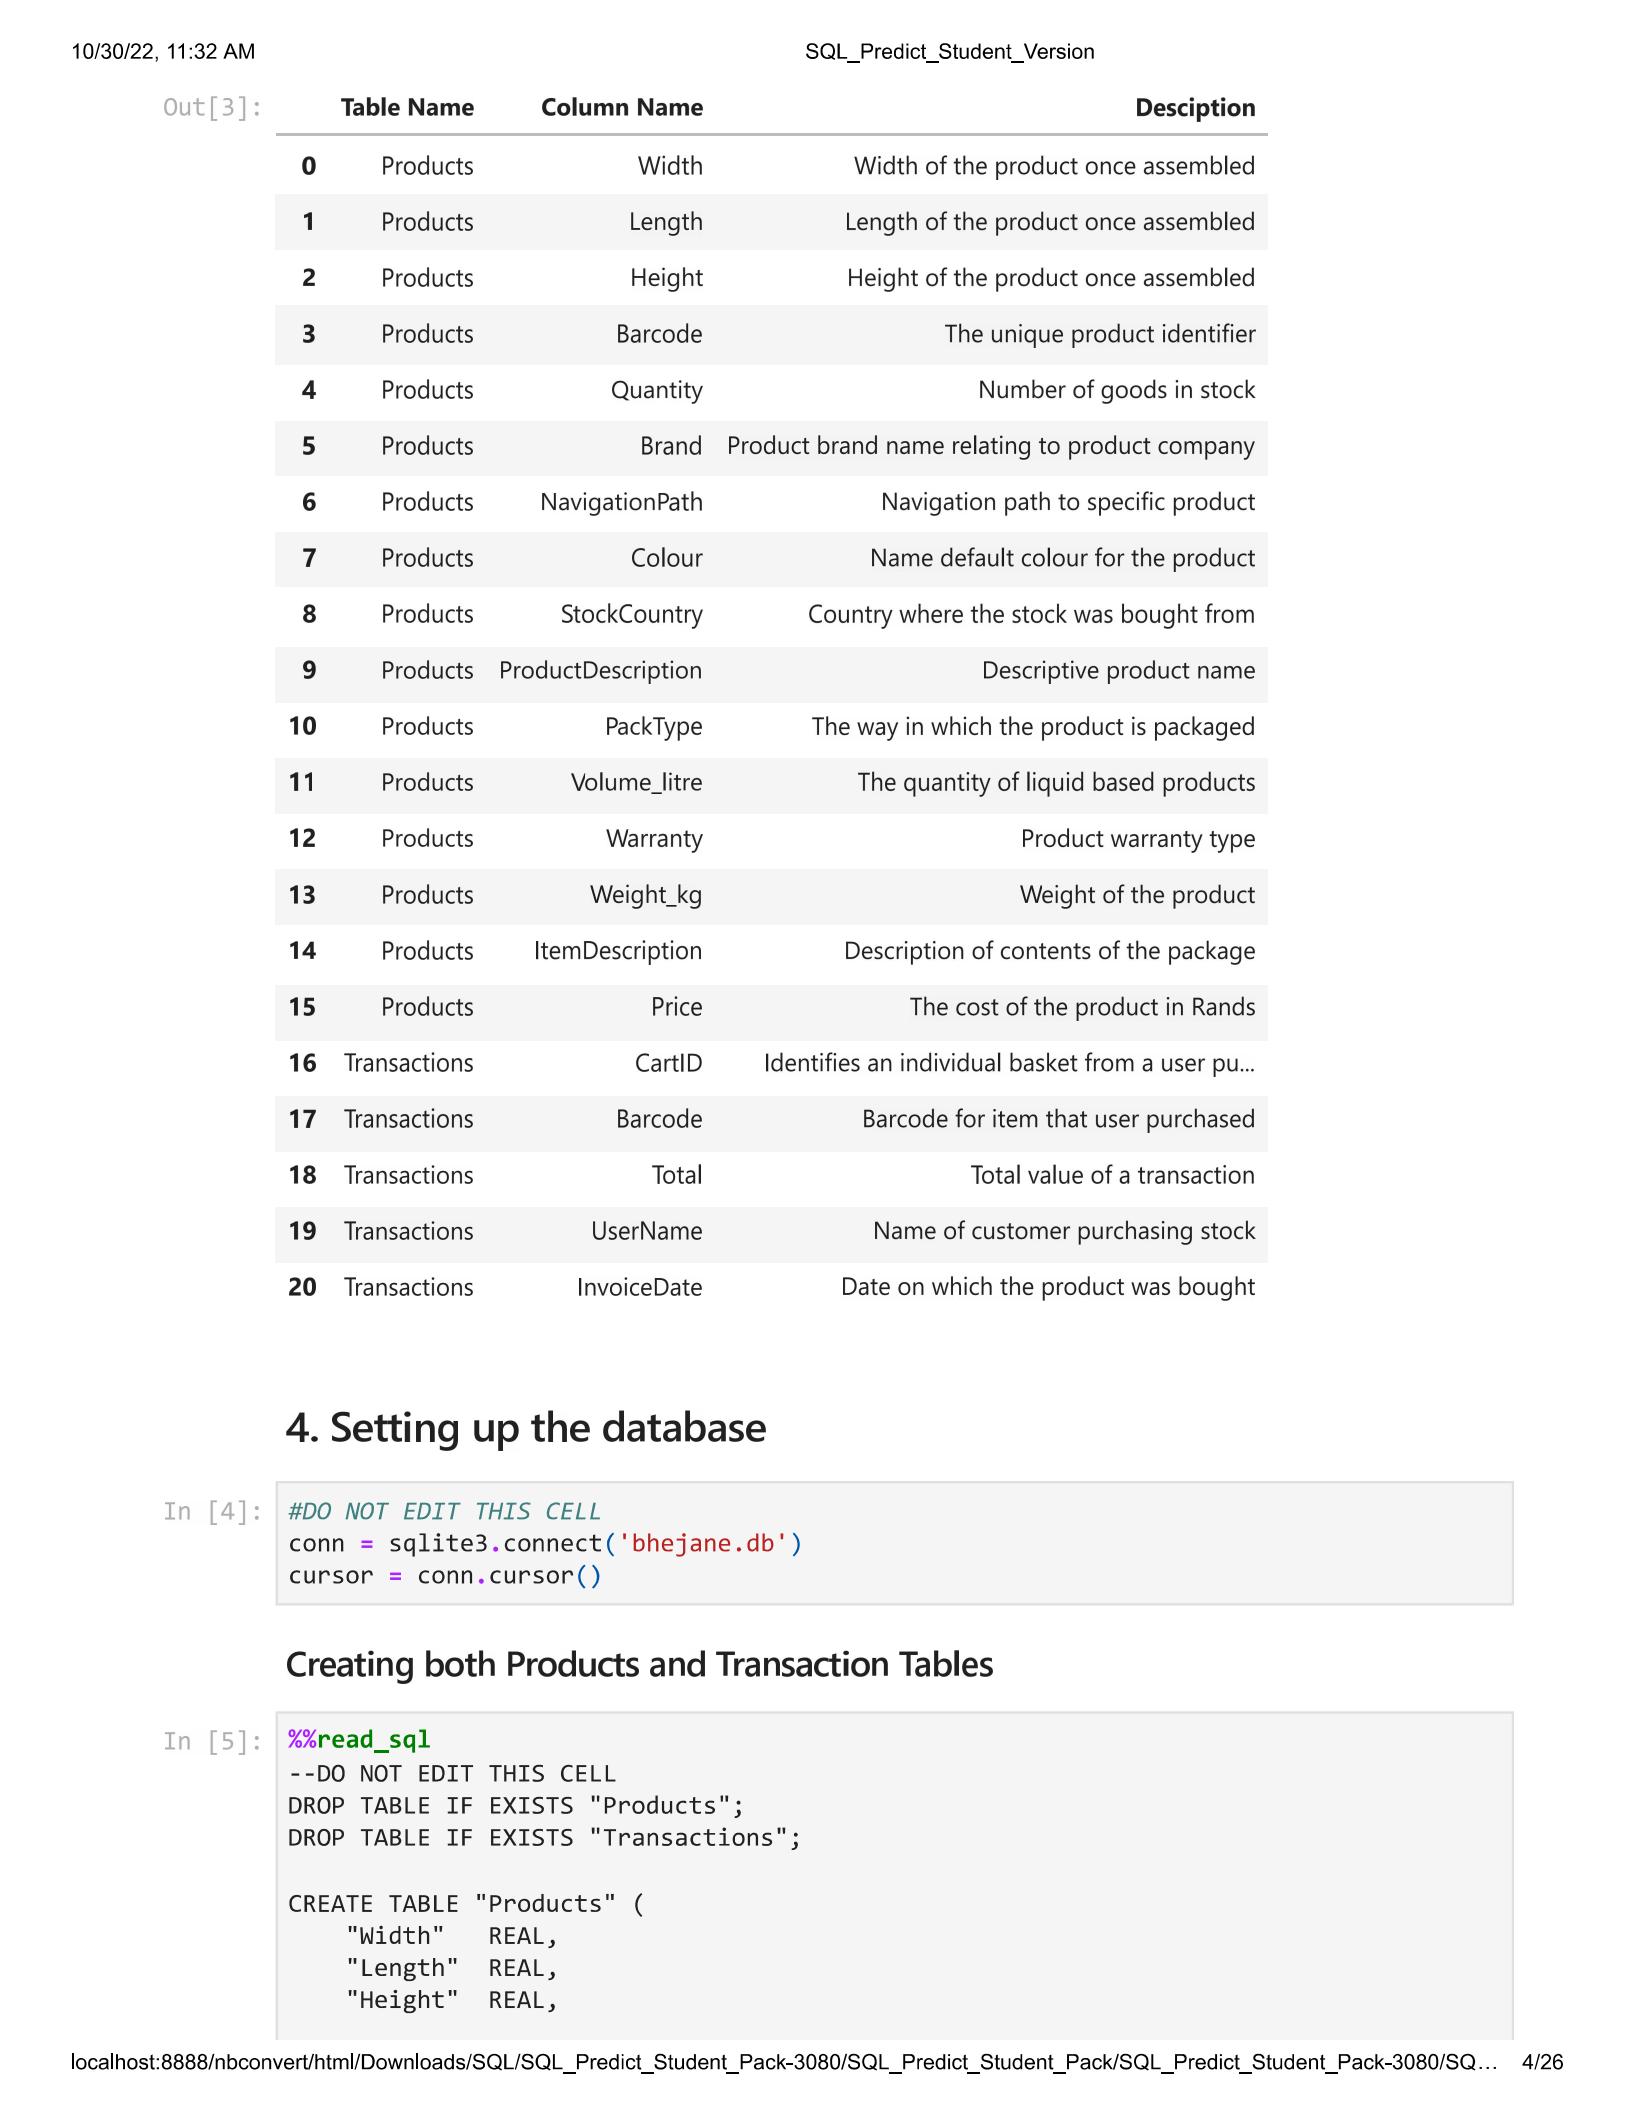 10/30/22, 11:32 AM SQL_Predict_Student_Version
Out[3]: Table Name Column Name Desciption
0 Products Width Width of the product once assembled
1 Products Length Length of the product once assembled
2 Products Height Height of the product once assembled
3 Products Barcode The unique product identifier
4 Products Quantity Number of goods in stock
5 Products Brand Product brand name relating to product company
6 Products NavigationPath Navigation path to specific product
7 Products Colour Name default colour for the product
8 Products StockCountry Country where the stock was bought from
9 Products ProductDescription Descriptive product name
10 Products PackType The way in which the product is packaged
11 Products Volume_litre The quantity of liquid based products
12 Products Warranty Product warranty type
13 Products Weight_kg Weight of the product
14 Products ItemDescription Description of contents of the package
15 Products Price The cost of the product in Rands
16 Transactions CartID Identifies an individual basket from a user pu...
17 Transactions Barcode Barcode for item that user purchased
18 Transactions Total Total value of a transaction
19 Transactions UserName Name of customer purchasing stock
20 Transactions InvoiceDate Date on which the product was bought
4. Setting up the database
In [4]: #DO NOT EDIT THIS CELL
conn = sqlite3.connect('bhejane.db')
cursor = conn.cursor()
Creating both Products and Transaction Tables
In [5]: %%read_sql
--DO NOT EDIT THIS CELL
DROP TABLE IF EXISTS "Products";
DROP TABLE IF EXISTS "Transactions";
CREATE TABLE "Products" (
"Width" REAL,
"Length" REAL,
"Height" REAL,
localhost:8888/nbconvert/html/Downloads/SQL/SQL_Predict_Student_Pack-3080/SQL_Predict_Student_Pack/SQL_Predict_Student_Pack-3080/SQ… 4/26